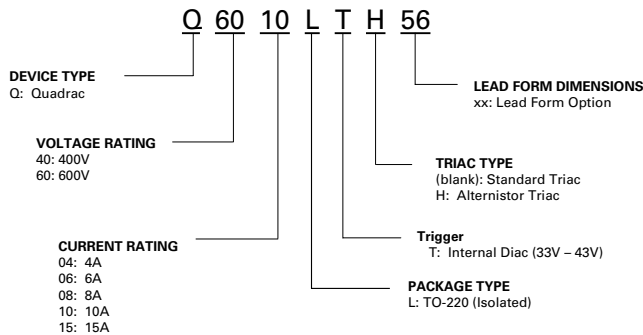 Q 60 10 L T H 56
DEVICE TYPE
Q: Quadrac
VOLTAGE RATING
40: 400V
60: 600V
CURRENT RATING
04: 4A
06: 6A
08: 8A
10: 10A
15: 15A
LEAD FORM DIMENSIONS
xx: Lead Form Option
TRIAC TYPE
(blank): Standard Triac
H: Alternistor Triac
Trigger
T: Internal Diac (33V – 43V)
PACKAGE TYPE
L: TO-220 (Isolated)